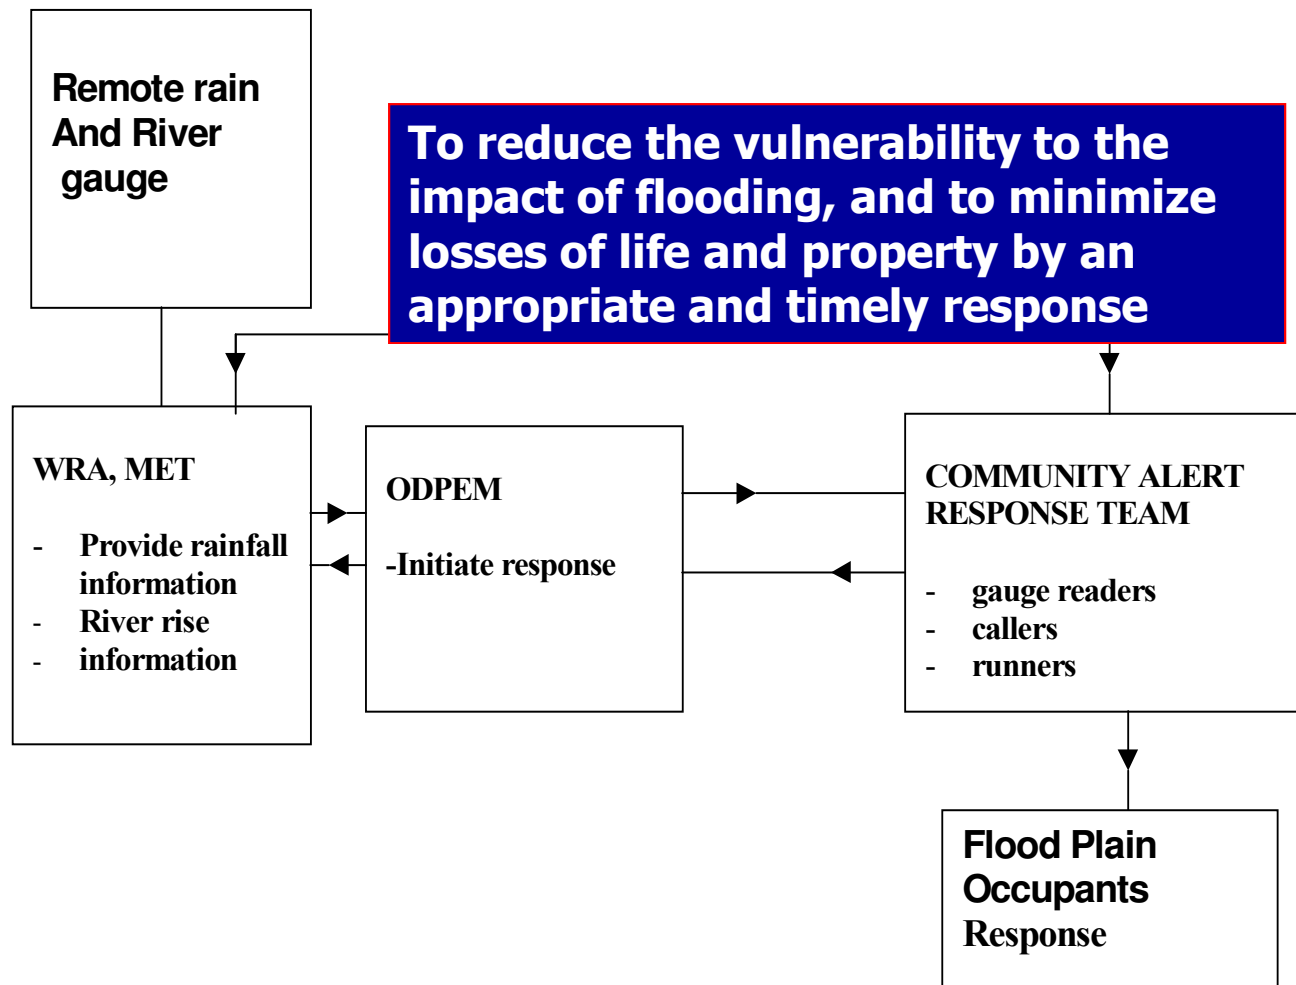 Remote rain
And River
gauge
To reduce the vulnerability to the
impact of flooding, and to minimize
losses of life and property by an
appropriate and timely response
WRA, MET
- Provide rainfall
information
- River rise
- information
ODPEM
-Initiate response
COMMUNITY ALERT
RESPONSE TEAM
- gauge readers
- callers
- runners
Flood Plain
Occupants
Response